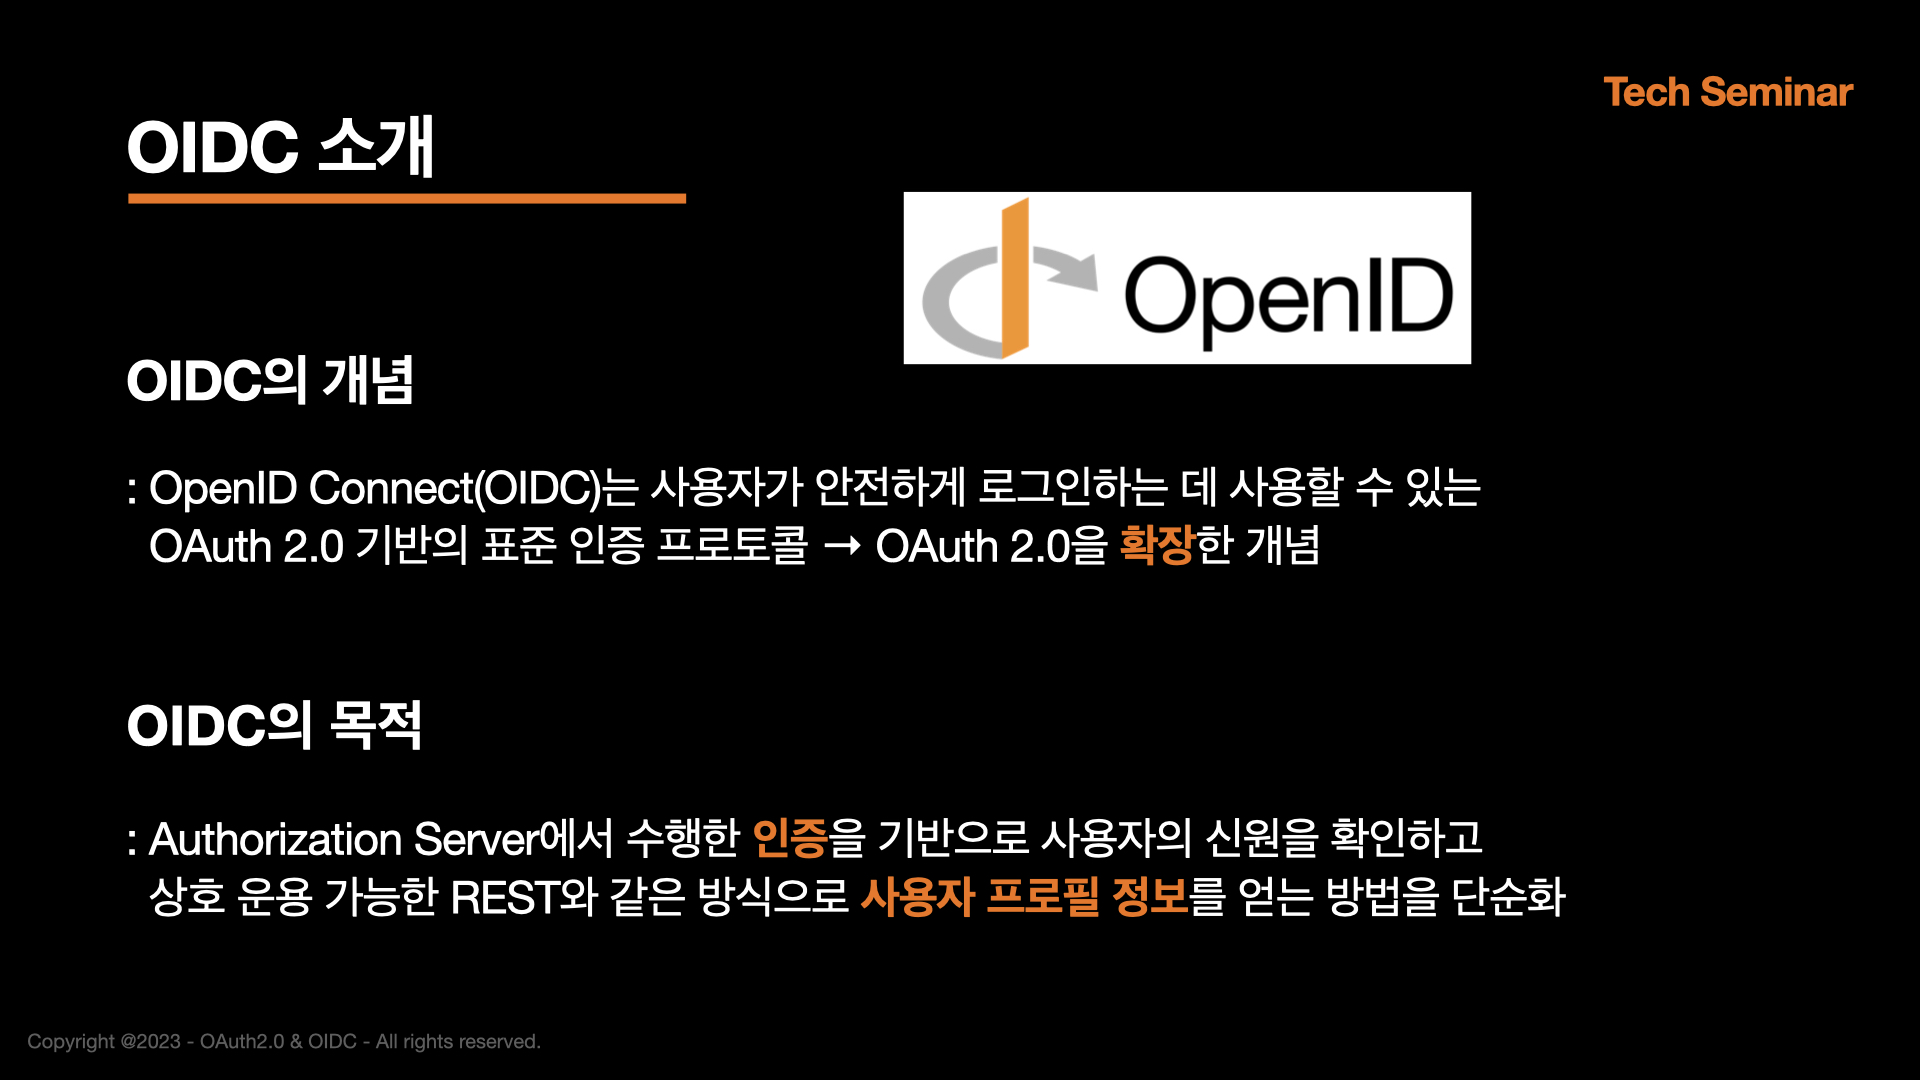 Tech Seminar
OIDC 소개
OpenID
OIDC의 개념
: OpenID Connect(OIDC)는 사용자가 안전하게 로그인하는 데 사용할 수 있는
OAuth 2.0 기반의 표준 인증 프로토콜 → OAuth 2.0을 확장한 개념
OIDC의 목적
: Authorization Server에서 수행한 인증을 기반으로 사용자의 신원을 확인하고
상호 운용 가능한 REST와 같은 방식으로 사용자 프로필 정보를 얻는 방법을 단순화
Copyright @2023 - OAuth2.0 & OIDC - All rights reserved.